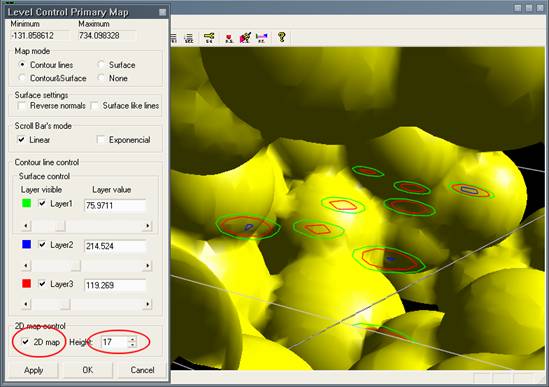 Level Control Primary Map
Minimum Maximum
-131.858612 734.098328
Map mode
Contour lines Surface
Contour&Surface None
Surface settings
Reverse normals Surface like lines
Scroll Bar's mode
Linear Exponencial
Contour line control
Surface control
Layer visible Layer value
Layer1 75.9711
Layer2 214.524
Layer3 119.269
2D map control
2D map Height: 17
Apply OK Cancel